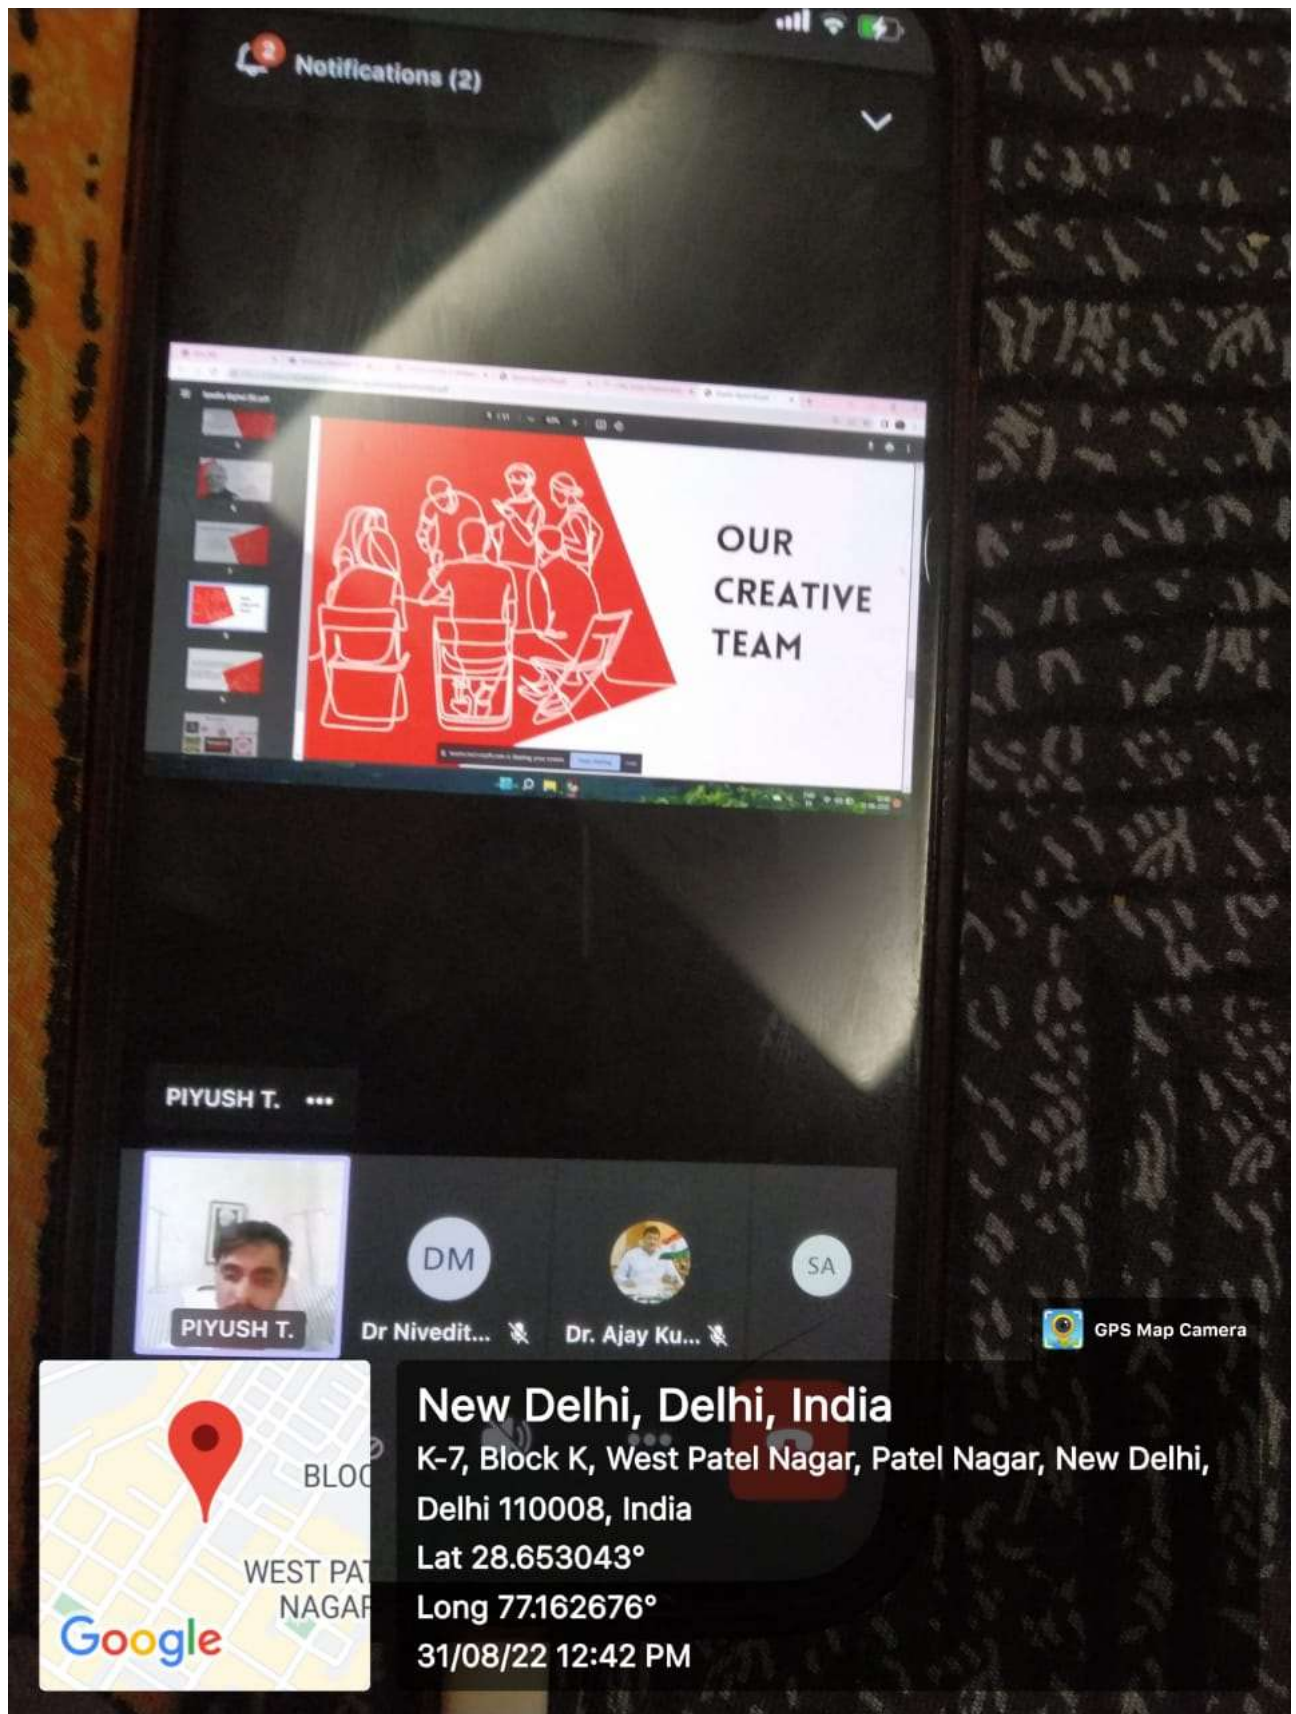 2
Notifications (2)
OUR
CREATIVE
TEAM
PIYUSH T. •••
PIYUSH T.
DM
Dr Nivedit...
Dr. Ajay Ku...
SA
GPS Map Camera
BLOC
WEST PAT
NAGAR
Google
New Delhi, Delhi, India
K-7, Block K, West Patel Nagar, Patel Nagar, New Delhi,
Delhi 110008, India
Lat 28.653043°
Long 77.162676°
31/08/22 12:42 PM